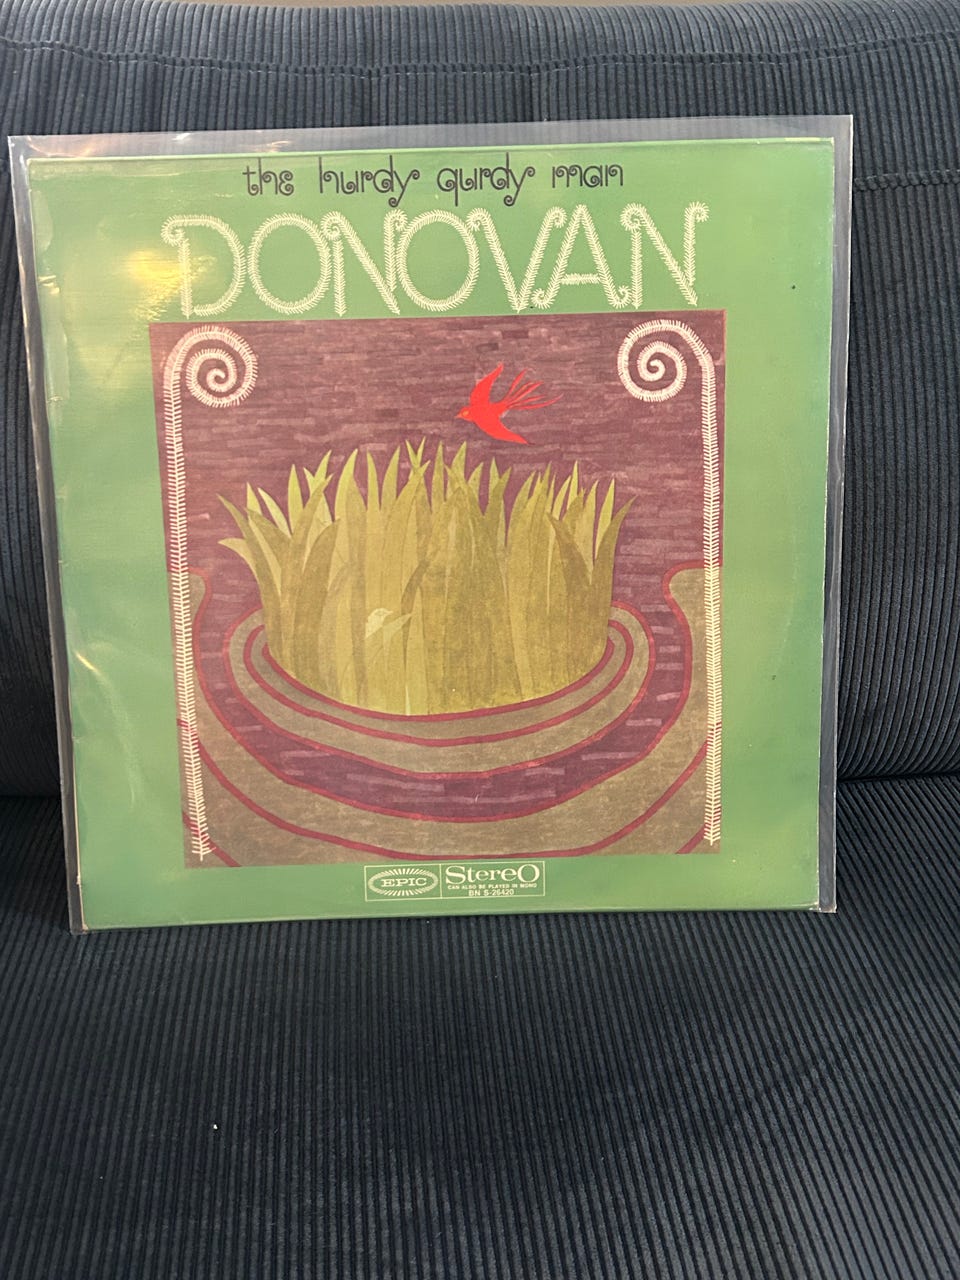 the hurdy gurdy man
DONOVAN
EPIC
StereO
CAN ALSO BE PLAYED IN MONO
BN S-26420